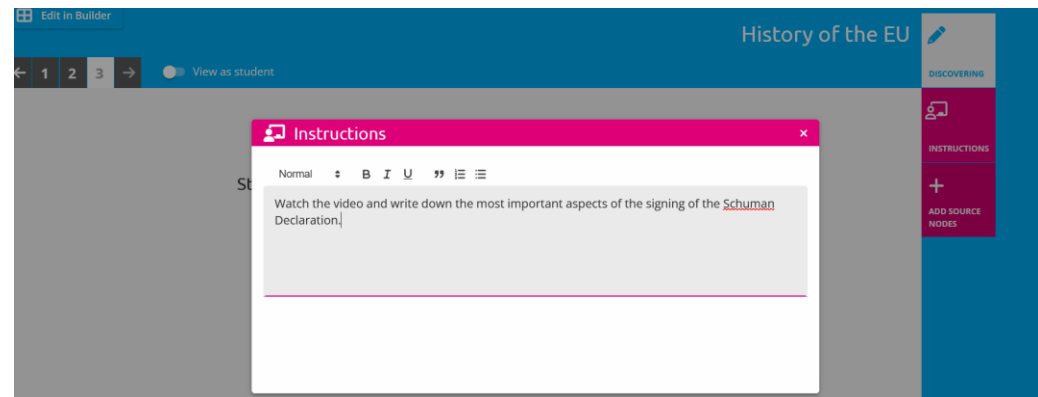 Edit in Builder
History of the EU
1 2 3
View as student
DISCOVERING
INSTRUCTIONS
ADD SOURCE
NODES
St
Instructions
Normal B I U
Watch the video and write down the most important aspects of the signing of the Schuman
Declaration.